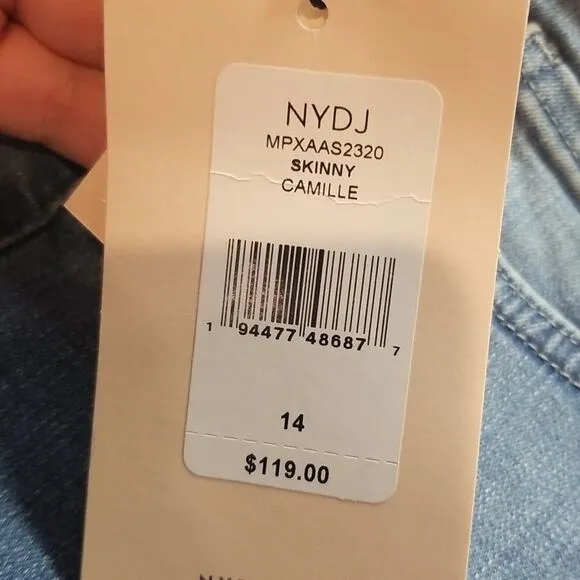 NYDJ
MPXAAS2320
SKINNY
CAMILLE
1 94477 48687 7
14
$119.00